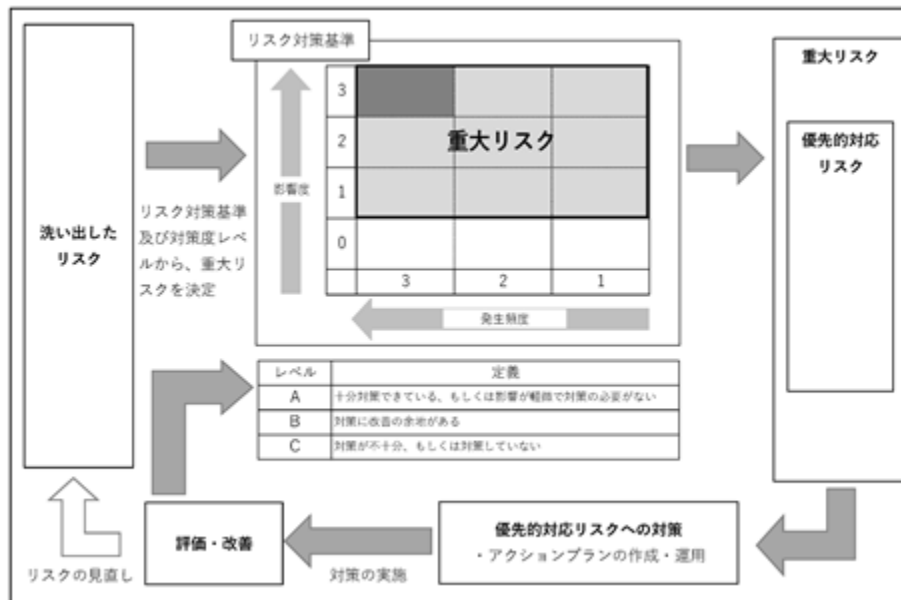 リスク対策基準
重大リスク
3
2
1
0
3
2
1
重大リスク
影響度
発生頻度
優先的対応
リスク
洗い出した
リスク
リスク対策基準
及び対策度レベ
ルから、重大リ
スクを決定
レベル
定義
A
十分対策できている、もしくは影響が軽微で対策の必要がない
B
対策に改善の余地がある
C
対策が不十分、もしくは対策していない
評価・改善
優先的対応リスクへの対策
・アクションプランの作成・運用
リスクの見直し
対策の実施